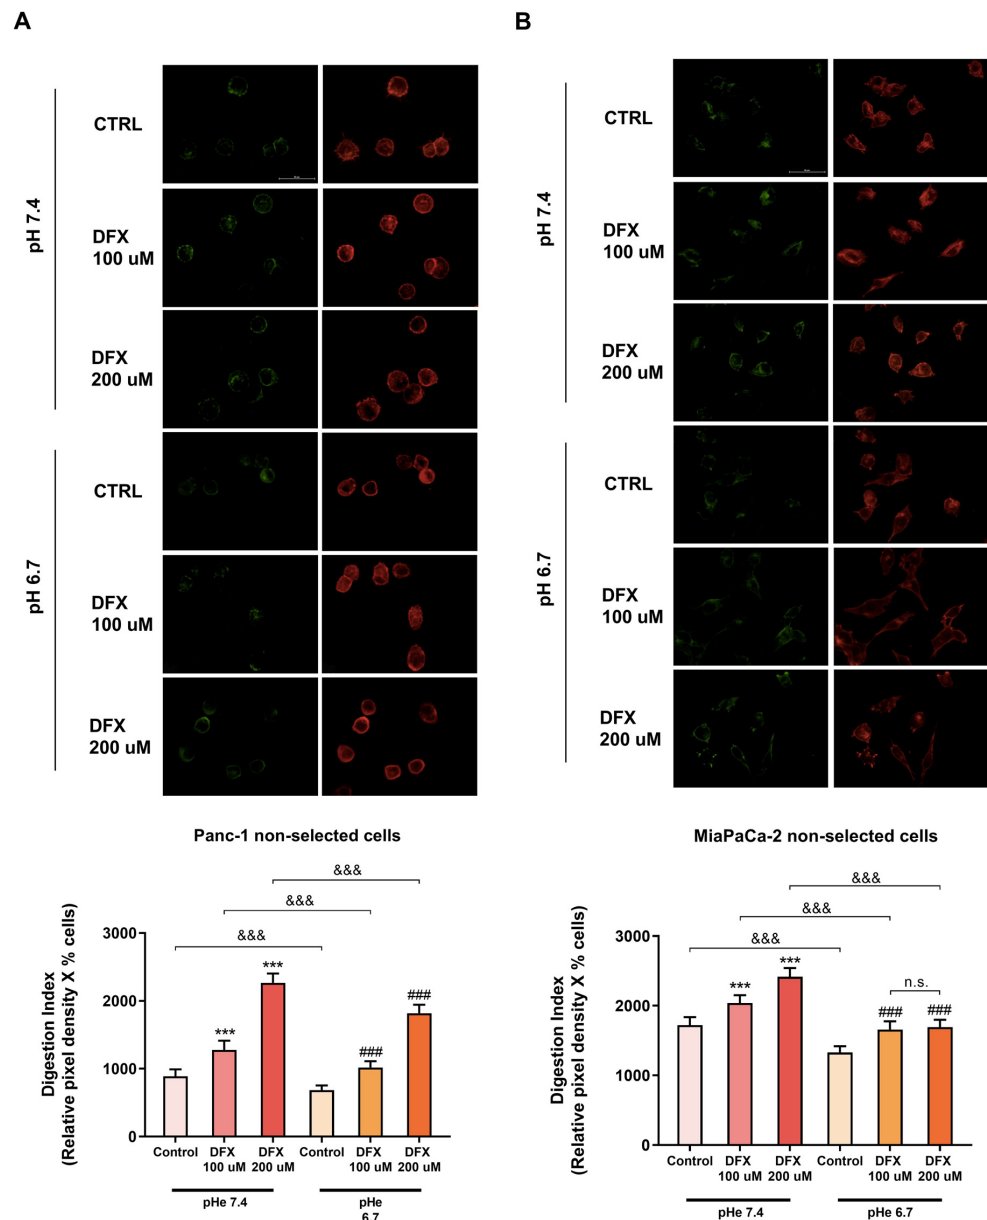 A
pH 7.4
CTRL
DFX
100 uM
DFX
200 uM
pH 6.7
CTRL
DFX
100 uM
DFX
200 uM
Panc-1 non-selected cells
Digestion Index
(Relative pixel density X % cells)
&&&
&&&
&&&
3000
2000
1000
0
***
***
###
###
Control
DFX
100 uM
DFX
200 uM
Control
DFX
100 uM
DFX
200 uM
pHe 7.4
pHe
6.7
B
pH 7.4
CTRL
DFX
100 uM
DFX
200 uM
pH 6.7
CTRL
DFX
100 uM
DFX
200 uM
MiaPaCa-2 non-selected cells
Digestion Index
(Relative pixel density X % cells)
&&&
&&&
&&&
3000
2000
1000
0
***
***
n.s.
###
###
Control
DFX
100 uM
DFX
200 uM
Control
DFX
100 uM
DFX
200 uM
pHe 7.4
pHe 6.7